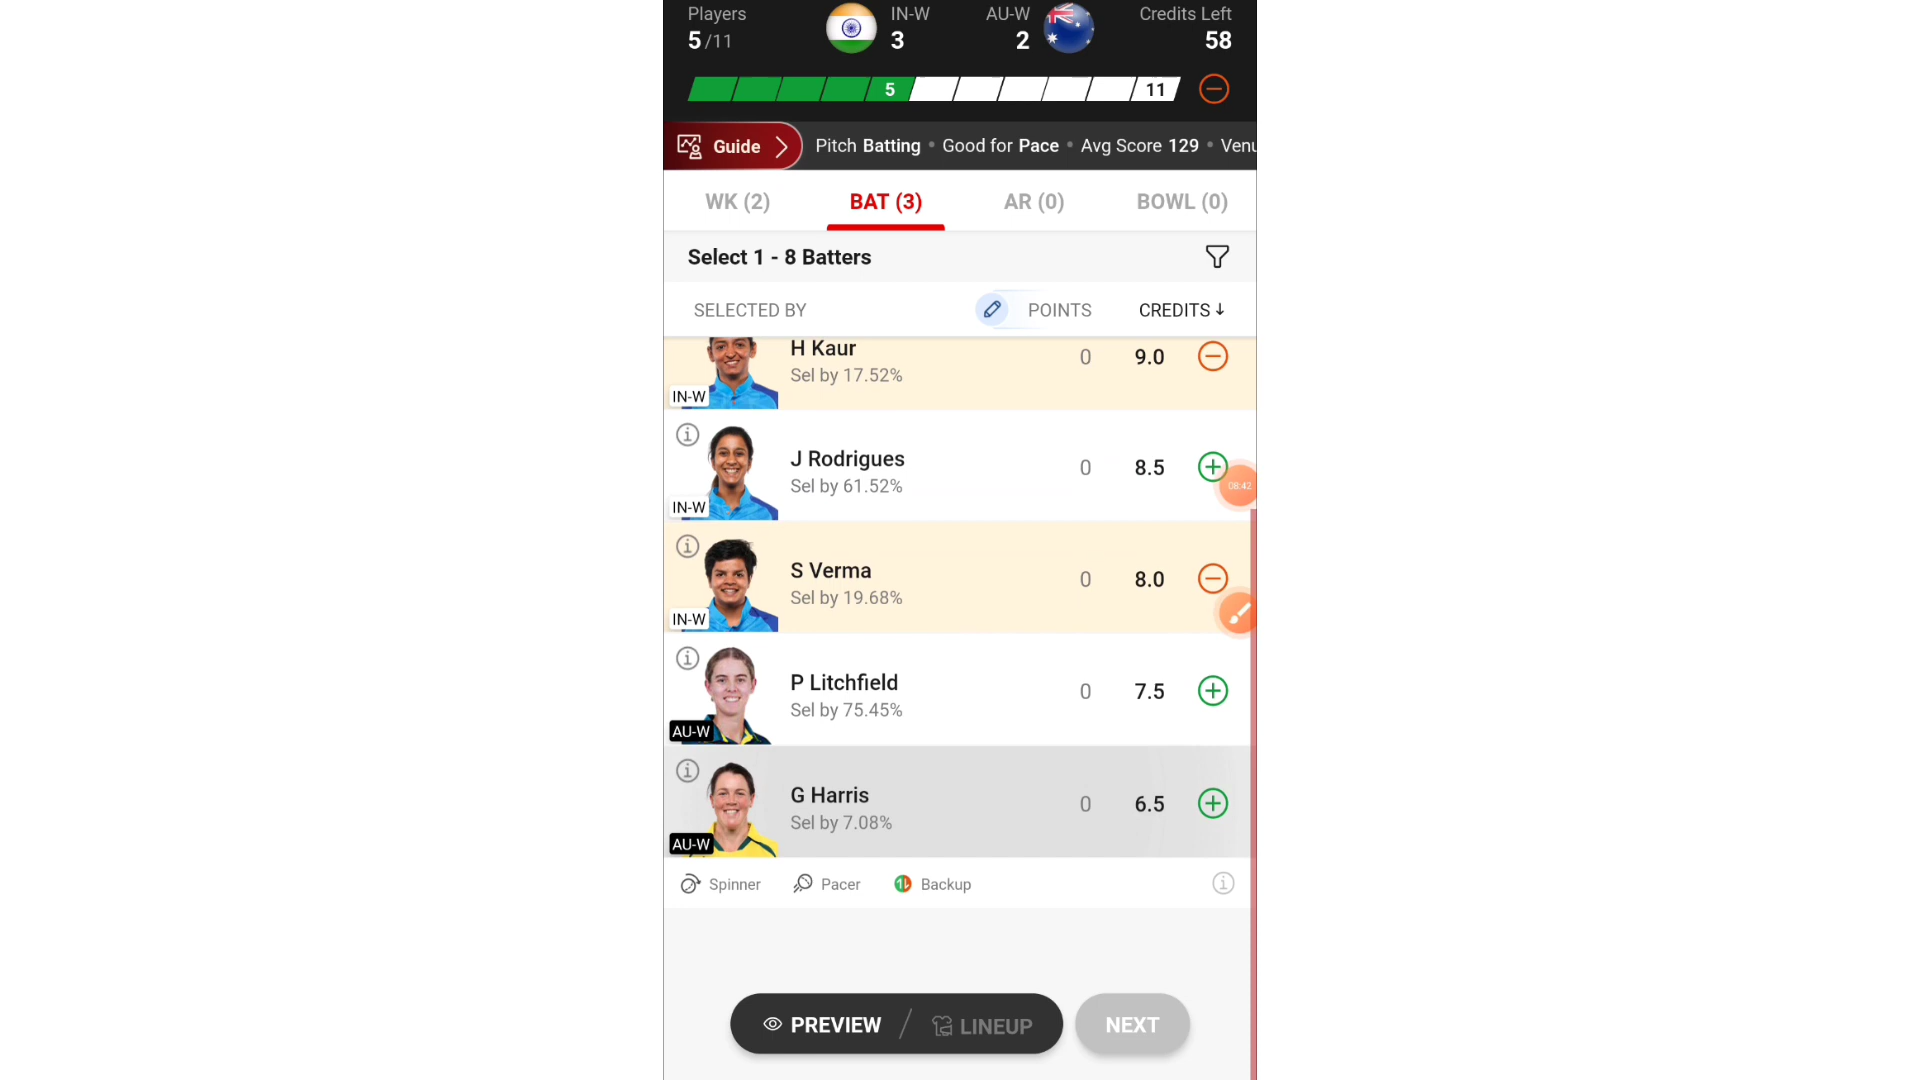 Players IN-W AU-W Credits Left
5/11 3 2 58
5 11
Guide Pitch Batting • Good for Pace • Avg Score 129 • Venu
WK (2) BAT (3) AR (0) BOWL (0)
Select 1 - 8 Batters
SELECTED BY POINTS CREDITS↓
H Kaur 0 9.0
Sel by 17.52%
IN-W
J Rodrigues 0 8.5
Sel by 61.52%
08:42
IN-W
S Verma 0 8.0
Sel by 19.68%
IN-W
P Litchfield 0 7.5
Sel by 75.45%
AU-W
G Harris 0 6.5
Sel by 7.08%
AU-W
Spinner Pacer Backup
PREVIEW / LINEUP NEXT